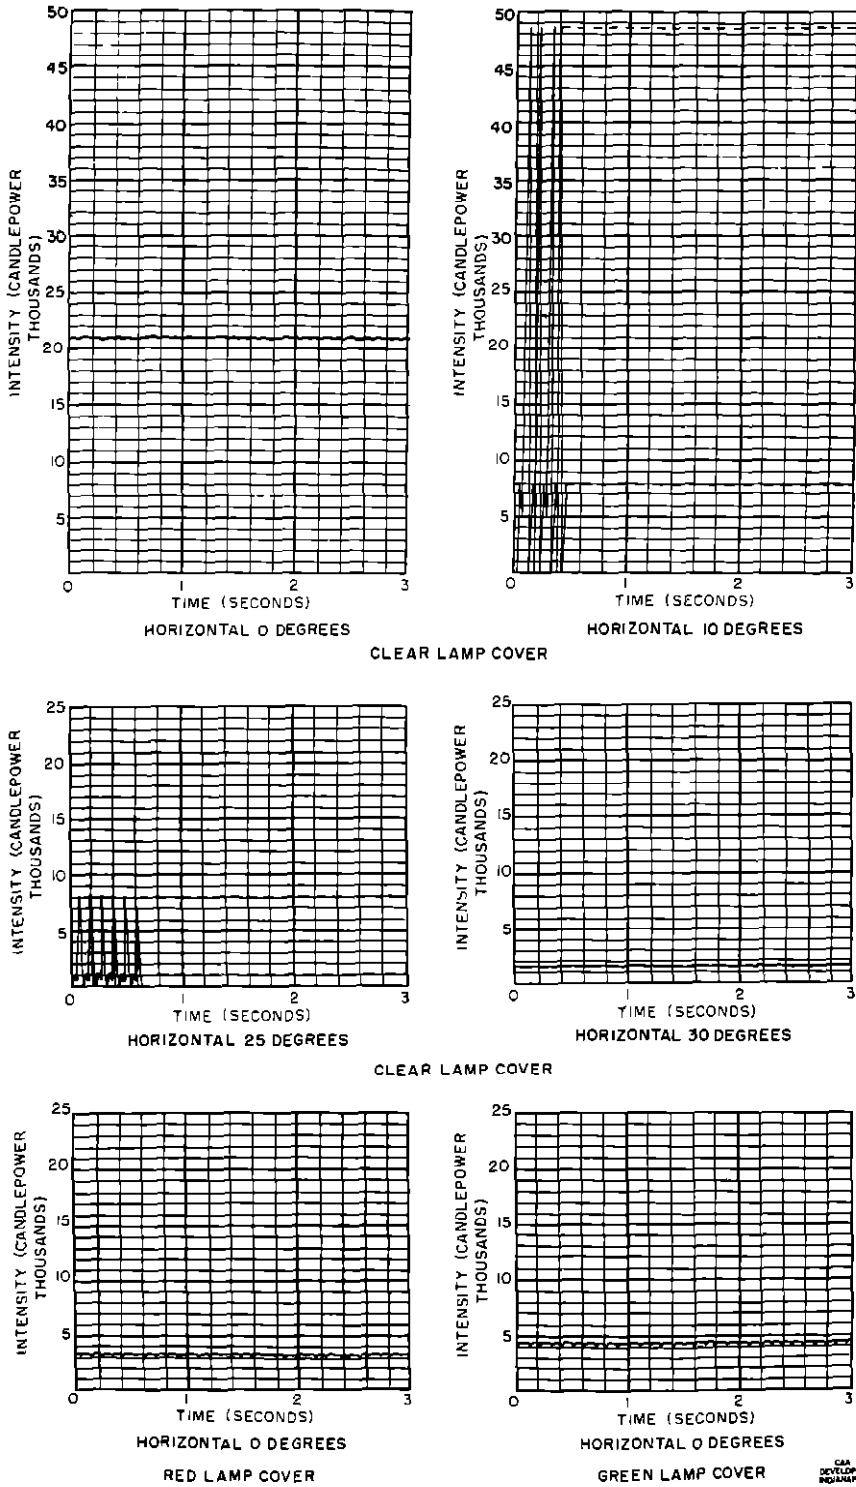 50
45
40
35
30
25
20
15
10
5
0
1
2
3
INTENSITY (CANDLEPOWER
THOUSANDS)
TIME (SECONDS)
HORIZONTAL 0 DEGREES
50
45
40
35
30
25
20
15
10
5
0
1
2
3
INTENSITY (CANDLEPOWER
THOUSANDS)
TIME (SECONDS)
HORIZONTAL 10 DEGREES
CLEAR LAMP COVER
25
20
15
10
5
0
1
2
3
INTENSITY (CANDLEPOWER
THOUSANDS)
TIME (SECONDS)
HORIZONTAL 25 DEGREES
25
20
15
10
5
0
1
2
3
INTENSITY (CANDLEPOWER
THOUSANDS)
TIME (SECONDS)
HORIZONTAL 30 DEGREES
CLEAR LAMP COVER
25
20
15
10
5
0
1
2
3
INTENSITY (CANDLEPOWER
THOUSANDS)
TIME (SECONDS)
HORIZONTAL 0 DEGREES
RED LAMP COVER
25
20
15
10
5
0
1
2
3
INTENSITY (CANDLEPOWER
THOUSANDS)
TIME (SECONDS)
HORIZONTAL 0 DEGREES
GREEN LAMP COVER